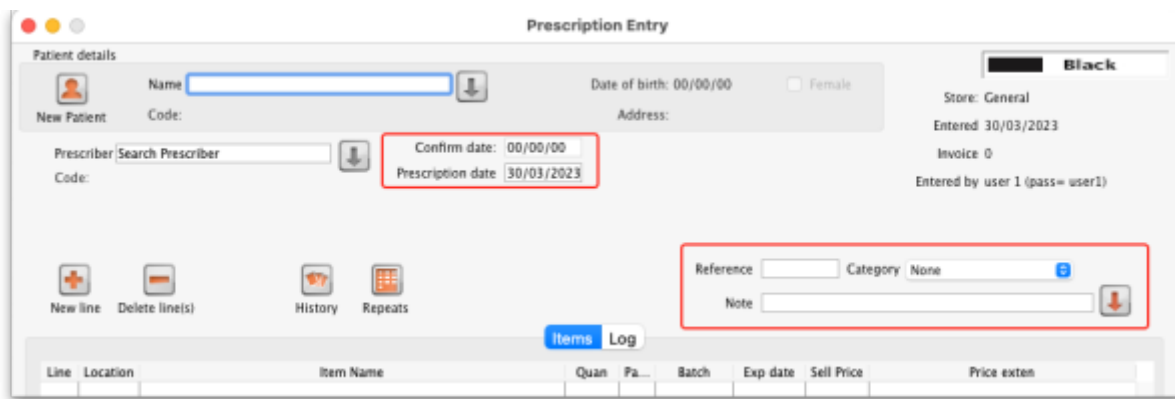 Prescription Entry
Patient details
Black
Name
Date of birth: 00/00/00
Female
New Patient
Code:
Address:
Store: General
Entered 30/03/2023
Prescriber Search Prescriber
Confirm date: 00/00/00
Invoice 0
Code:
Prescription date 30/03/2023
Entered by user 1 (pass= user1)
Reference
Category None
New line
Delete line(s)
History
Repeats
Note
Items Log
Line Location Item Name Quan Pa... Batch Exp date Sell Price Price exten